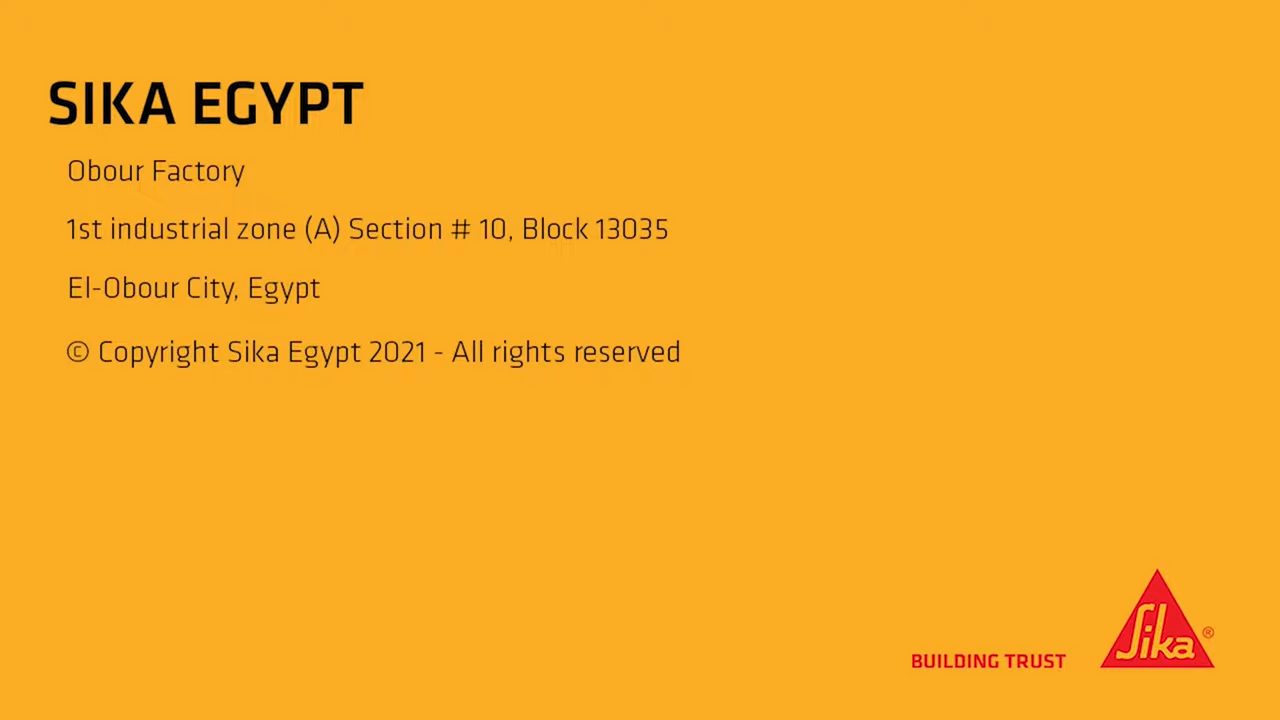 SIKA EGYPT
Obour Factory
1st industrial zone (A) Section # 10, Block 13035
El-Obour City, Egypt
© Copyright Sika Egypt 2021 - All rights reserved
BUILDING TRUST
Sika®